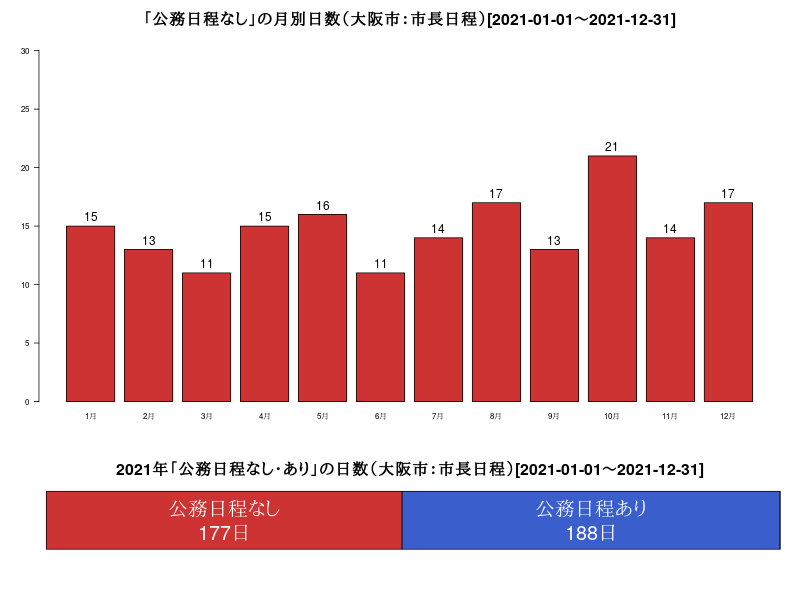 「公務日程なし」の月別日数（大阪市：市長日程）[2021-01-01～2021-12-31]
30
25
20
15
10
5
0
15
13
11
15
16
11
14
17
13
21
14
17
1月
2月
3月
4月
5月
6月
7月
8月
9月
10月
11月
12月
2021年「公務日程なし・あり」の日数（大阪市：市長日程）[2021-01-01～2021-12-31]
公務日程なし
177日
公務日程あり
188日